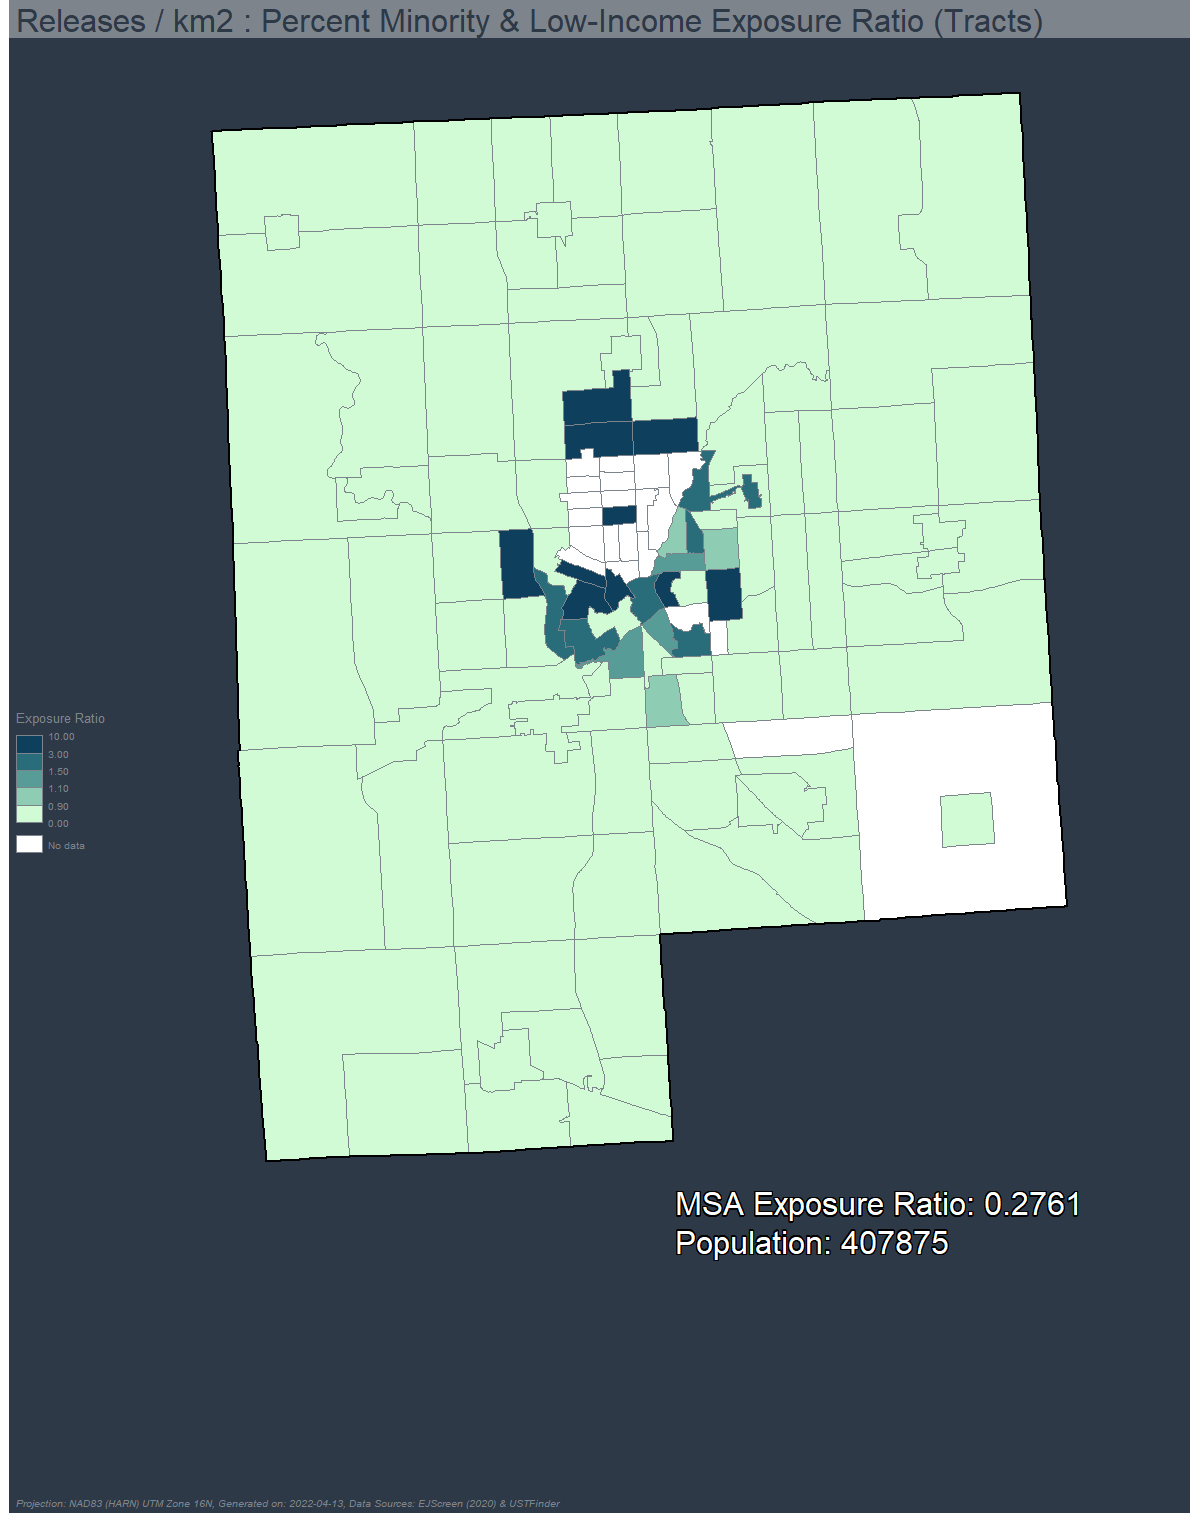 Releases / km2 : Percent Minority & Low-Income Exposure Ratio (Tracts)
Exposure Ratio
10.00
3.00
1.50
1.10
0.90
0.00
No data
MSA Exposure Ratio: 0.2761
Population: 407875
Projection: NAD83 (HARN) UTM Zone 16N, Generated on: 2022-04-13, Data Sources: EJScreen (2020) & USTFinder